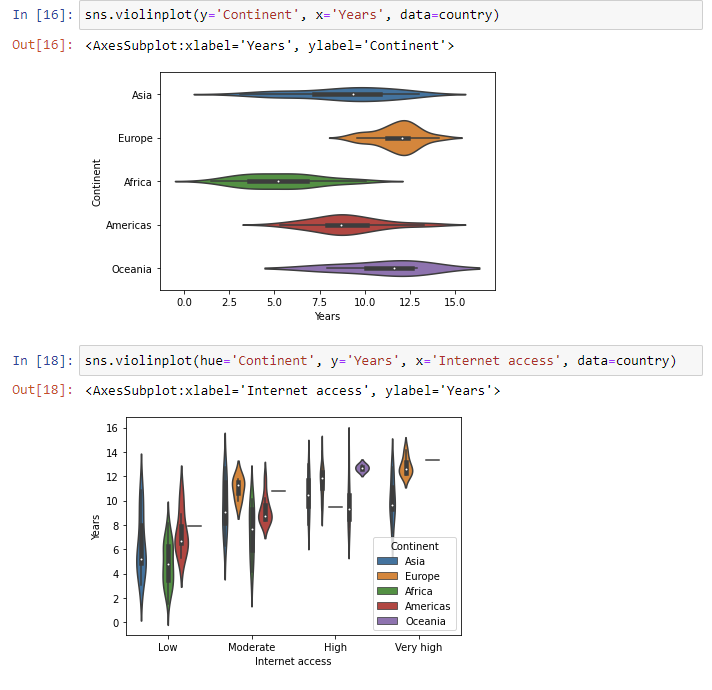 In [16]: sns.violinplot(y='Continent', x='Years', data=country)
Out[16]: <AxesSubplot:xlabel='Years', ylabel='Continent'>
Asia
Europe
Africa
Americas
Oceania
Continent
0.0 2.5 5.0 7.5 10.0 12.5 15.0
Years
In [18]: sns.violinplot(hue='Continent', y='Years', x='Internet access', data=country)
Out[18]: <AxesSubplot:xlabel='Internet access', ylabel='Years'>
16
14
12
10
8
6
4
2
0
Years
Continent
Asia
Europe
Africa
Americas
Oceania
Low Moderate High Very high
Internet access